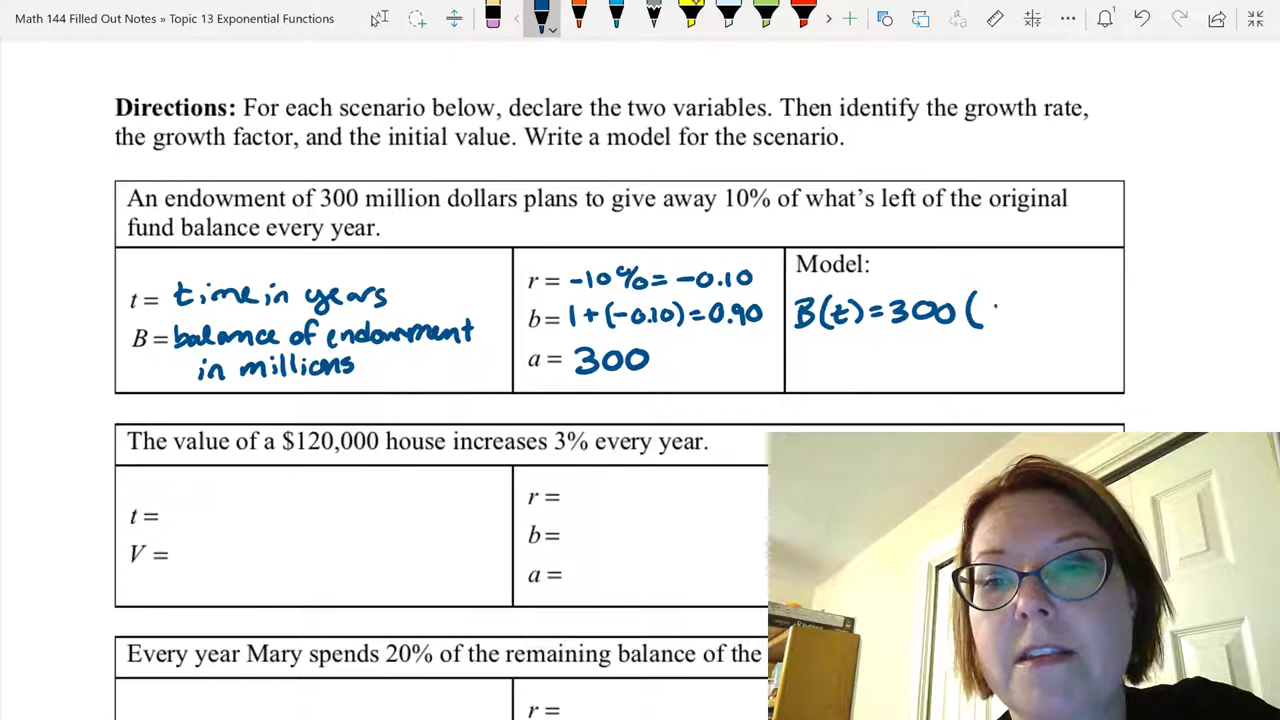 Math 144 Filled Out Notes » Topic 13 Exponential Functions
Directions: For each scenario below, declare the two variables. Then identify the growth rate,
the growth factor, and the initial value. Write a model for the scenario.
An endowment of 300 million dollars plans to give away 10% of what's left of the original
fund balance every year.
t = time in years
B = balance of endowment
in millions
r = -10% = -0.10
b = 1 + (-0.10) = 0.90
a = 300
Model:
B(t) = 300 (
The value of a $120,000 house increases 3% every year.
t =
V =
r =
b =
a =
Every year Mary spends 20% of the remaining balance of the
r =